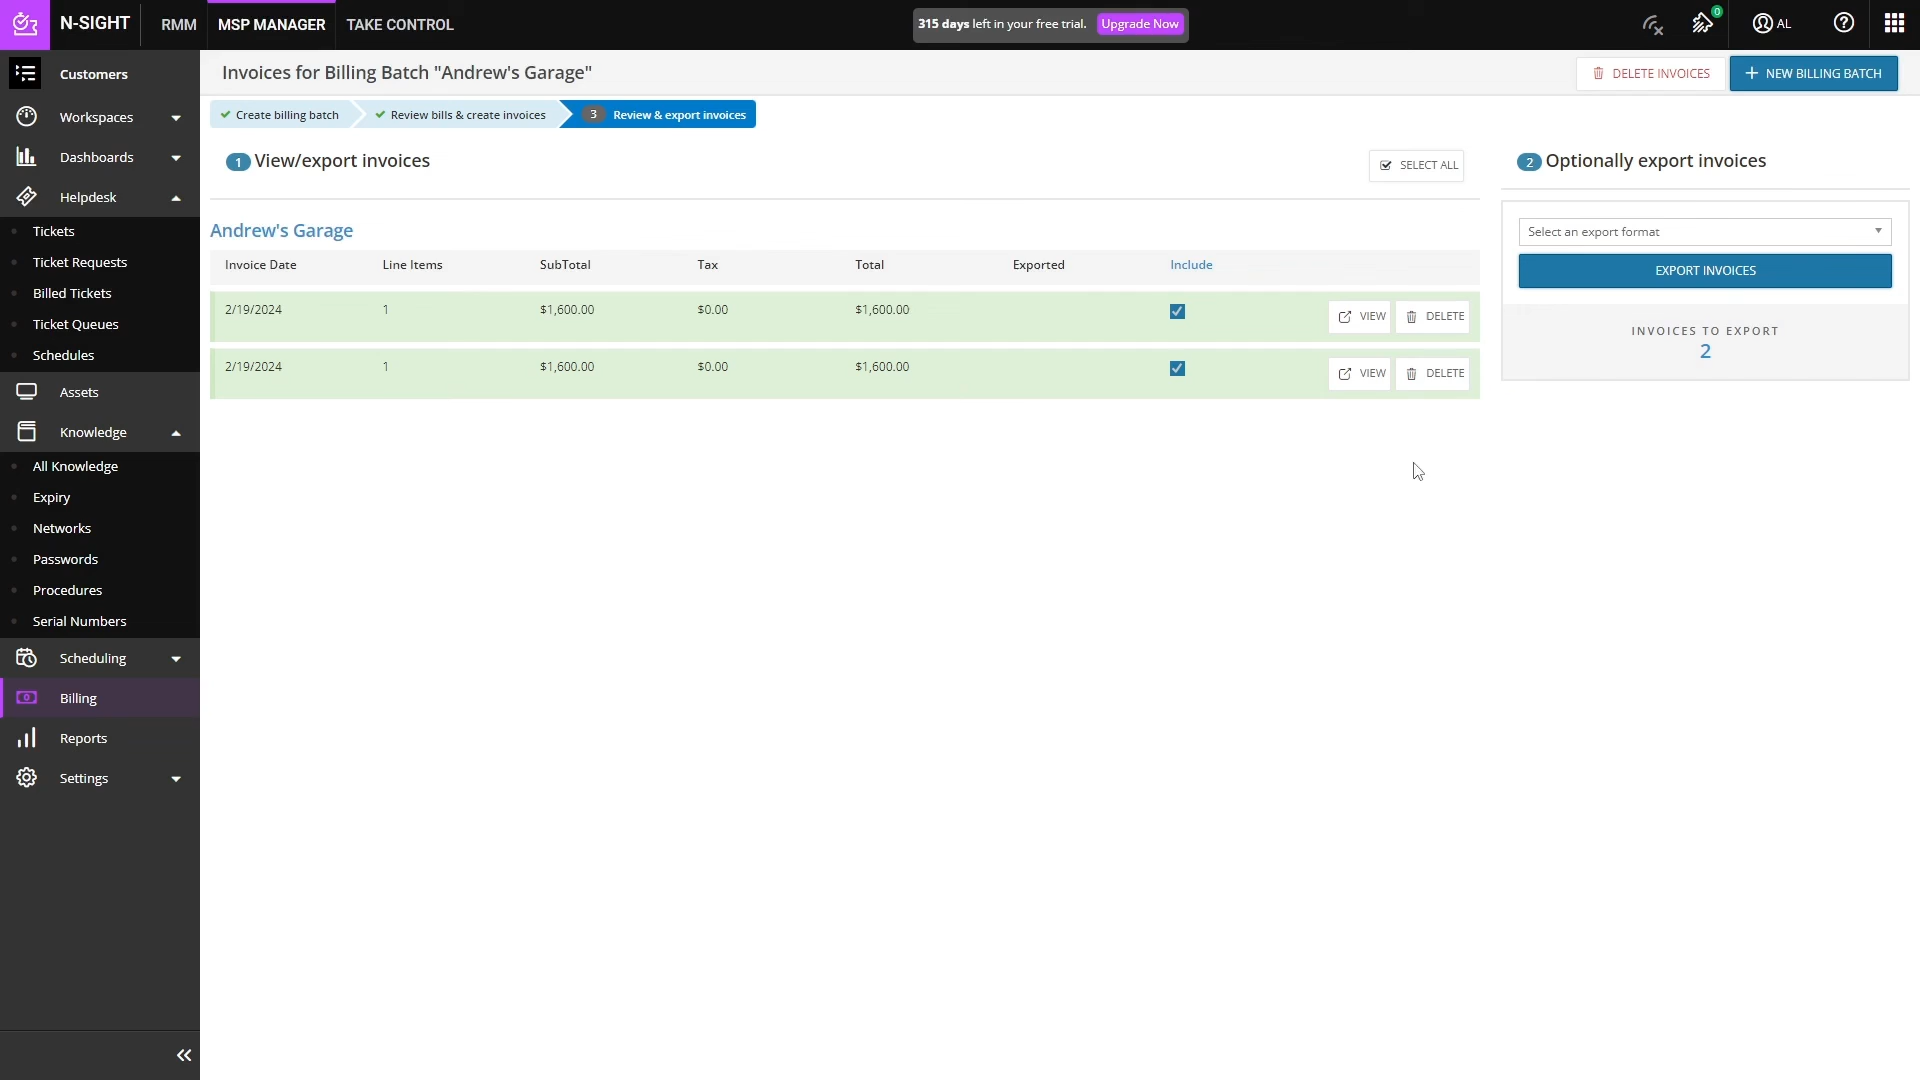 N-SIGHT
RMM
MSP MANAGER
TAKE CONTROL
315 days left in your free trial.
Upgrade Now
0
AL
Customers
Workspaces
Dashboards
Helpdesk
Tickets
Ticket Requests
Billed Tickets
Ticket Queues
Schedules
Assets
Knowledge
All Knowledge
Expiry
Networks
Passwords
Procedures
Serial Numbers
Scheduling
Billing
Reports
Settings
Invoices for Billing Batch "Andrew's Garage"
DELETE INVOICES
NEW BILLING BATCH
Create billing batch
Review bills & create invoices
3 Review & export invoices
1 View/export invoices
SELECT ALL
Andrew's Garage
Invoice Date Line Items SubTotal Tax Total Exported Include
2/19/2024 1 $1,600.00 $0.00 $1,600.00 VIEW DELETE
2/19/2024 1 $1,600.00 $0.00 $1,600.00 VIEW DELETE
2 Optionally export invoices
Select an export format
EXPORT INVOICES
INVOICES TO EXPORT
2